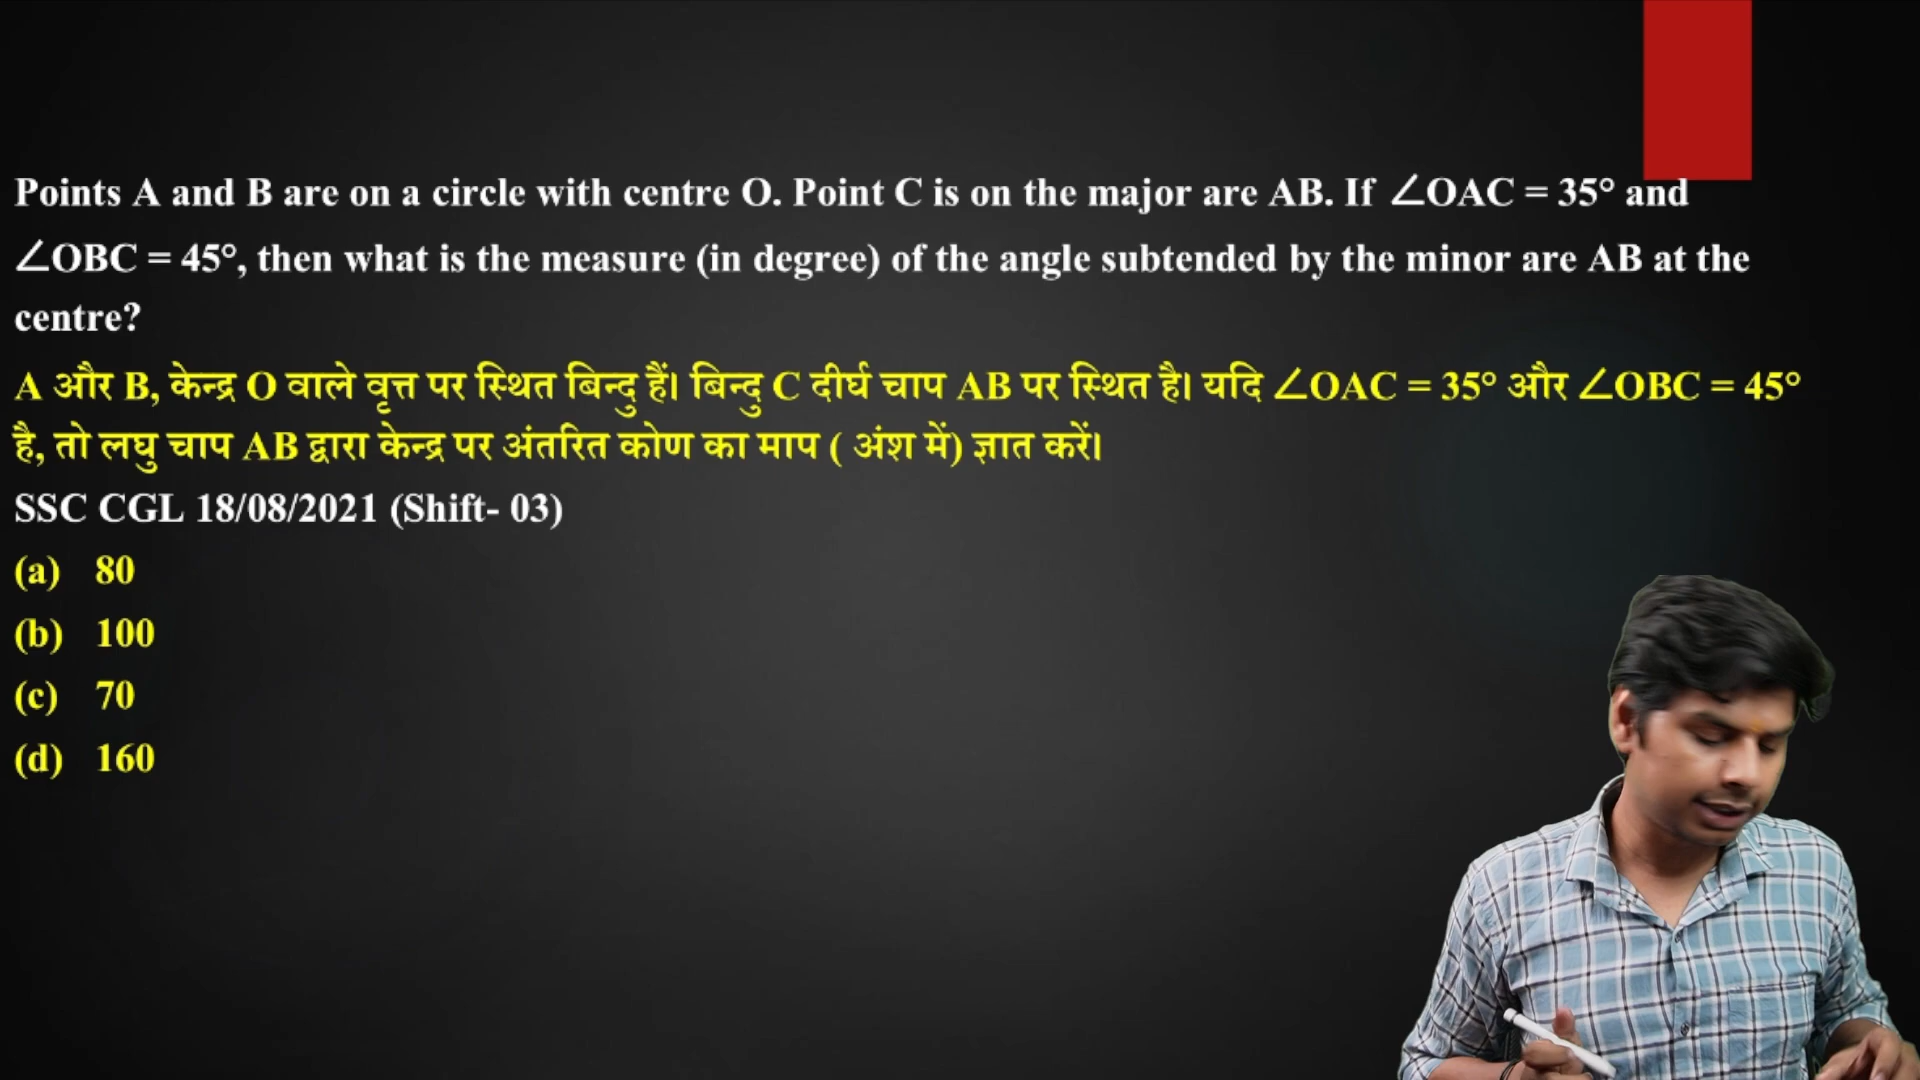 Points A and B are on a circle with centre O. Point C is on the major are AB. If ∠OAC = 35° and
∠OBC = 45°, then what is the measure (in degree) of the angle subtended by the minor are AB at the
centre?
A और B, केन्द्र O वाले वृत्त पर स्थित बिन्दु हैं। बिन्दु C दीर्घ चाप AB पर स्थित है। यदि ∠OAC = 35° और ∠OBC = 45°
है, तो लघु चाप AB द्वारा केन्द्र पर अंतरित कोण का माप ( अंश में) ज्ञात करें।
SSC CGL 18/08/2021 (Shift- 03)
(a) 80
(b) 100
(c) 70
(d) 160